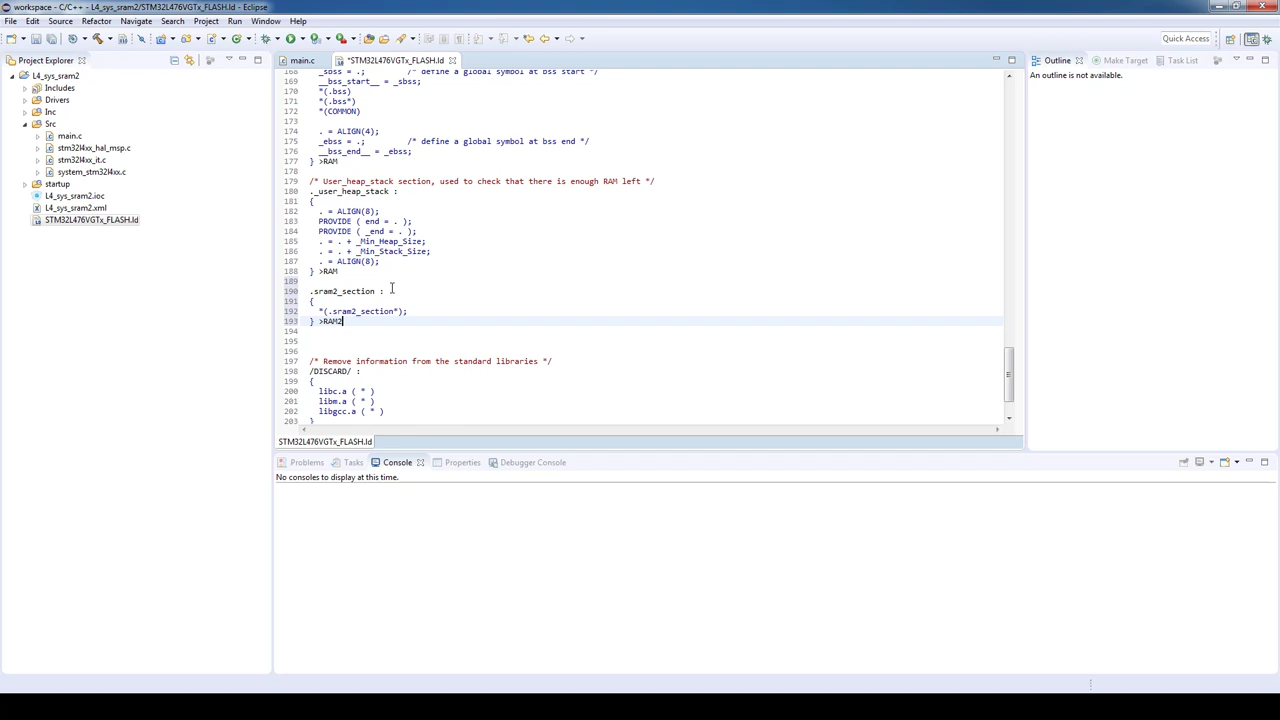 workspace - C/C++ - L4_sys_sram2/STM32L476VGTx_FLASH.ld - Eclipse
File Edit Source Refactor Navigate Search Project Run Window Help
Quick Access
Project Explorer
L4_sys_sram2
Includes
Drivers
Inc
Src
main.c
stm32l4xx_hal_msp.c
stm32l4xx_it.c
system_stm32l4xx.c
startup
L4_sys_sram2.ioc
L4_sys_sram2.xml
STM32L476VGTx_FLASH.ld
main.c
*STM32L476VGTx_FLASH.ld
168 _sbss = .; /* define a global symbol at bss start */
169 __bss_start__ = _sbss;
170 *(.bss)
171 *(.bss*)
172 *(COMMON)
173
174 . = ALIGN(4);
175 _ebss = .; /* define a global symbol at bss end */
176 __bss_end__ = _ebss;
177 } >RAM
178
179 /* User_heap_stack section, used to check that there is enough RAM left */
180 ._user_heap_stack :
181 {
182 . = ALIGN(8);
183 PROVIDE ( end = . );
184 PROVIDE ( _end = . );
185 . = . + _Min_Heap_Size;
186 . = . + _Min_Stack_Size;
187 . = ALIGN(8);
188 } >RAM
189
190 .sram2_section :
191 {
192 *(.sram2_section*);
193 } >RAM2
194
195
196
197 /* Remove information from the standard libraries */
198 /DISCARD/ :
199 {
200 libc.a ( * )
201 libm.a ( * )
202 libgcc.a ( * )
203 }
STM32L476VGTx_FLASH.ld
Outline Make Target Task List
An outline is not available.
Problems Tasks Console Properties Debugger Console
No consoles to display at this time.